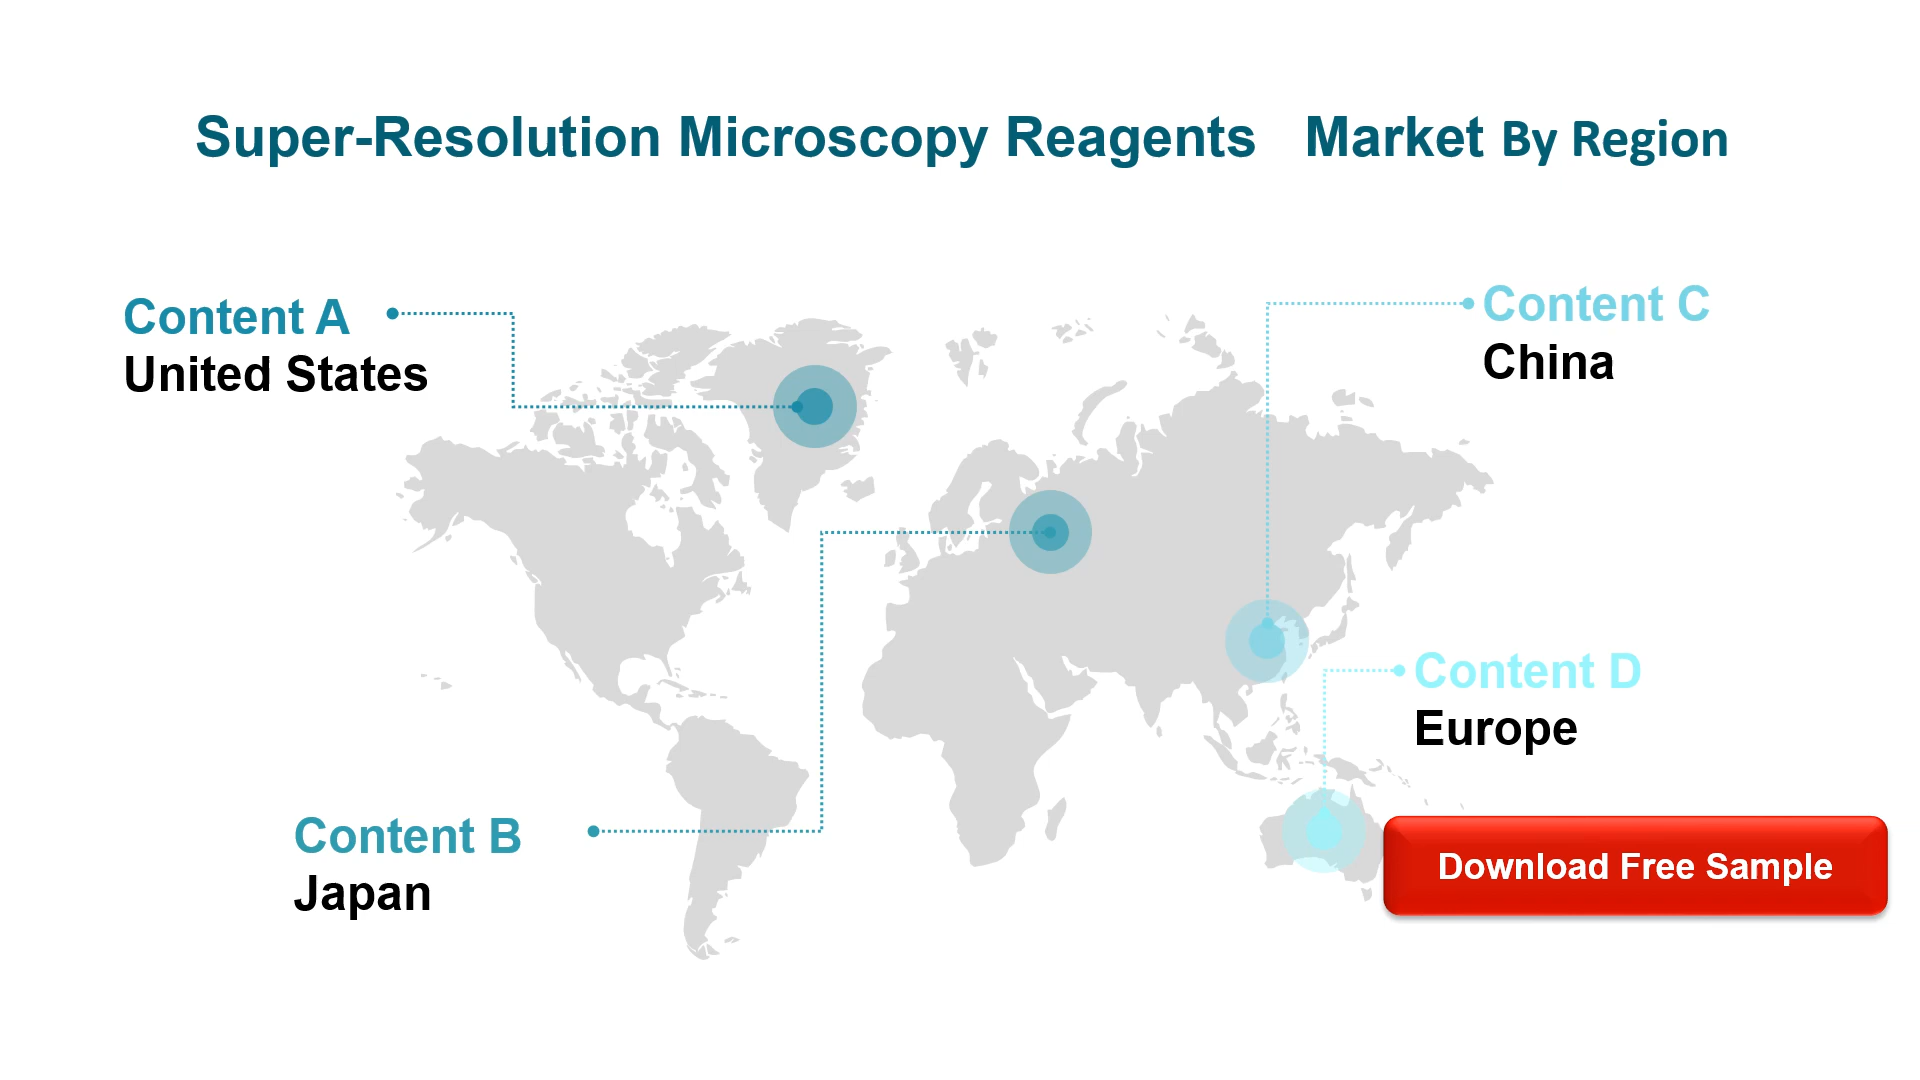 Super-Resolution Microscopy Reagents Market By Region
Content A
United States
Content C
China
Content D
Europe
Content B
Japan
Download Free Sample